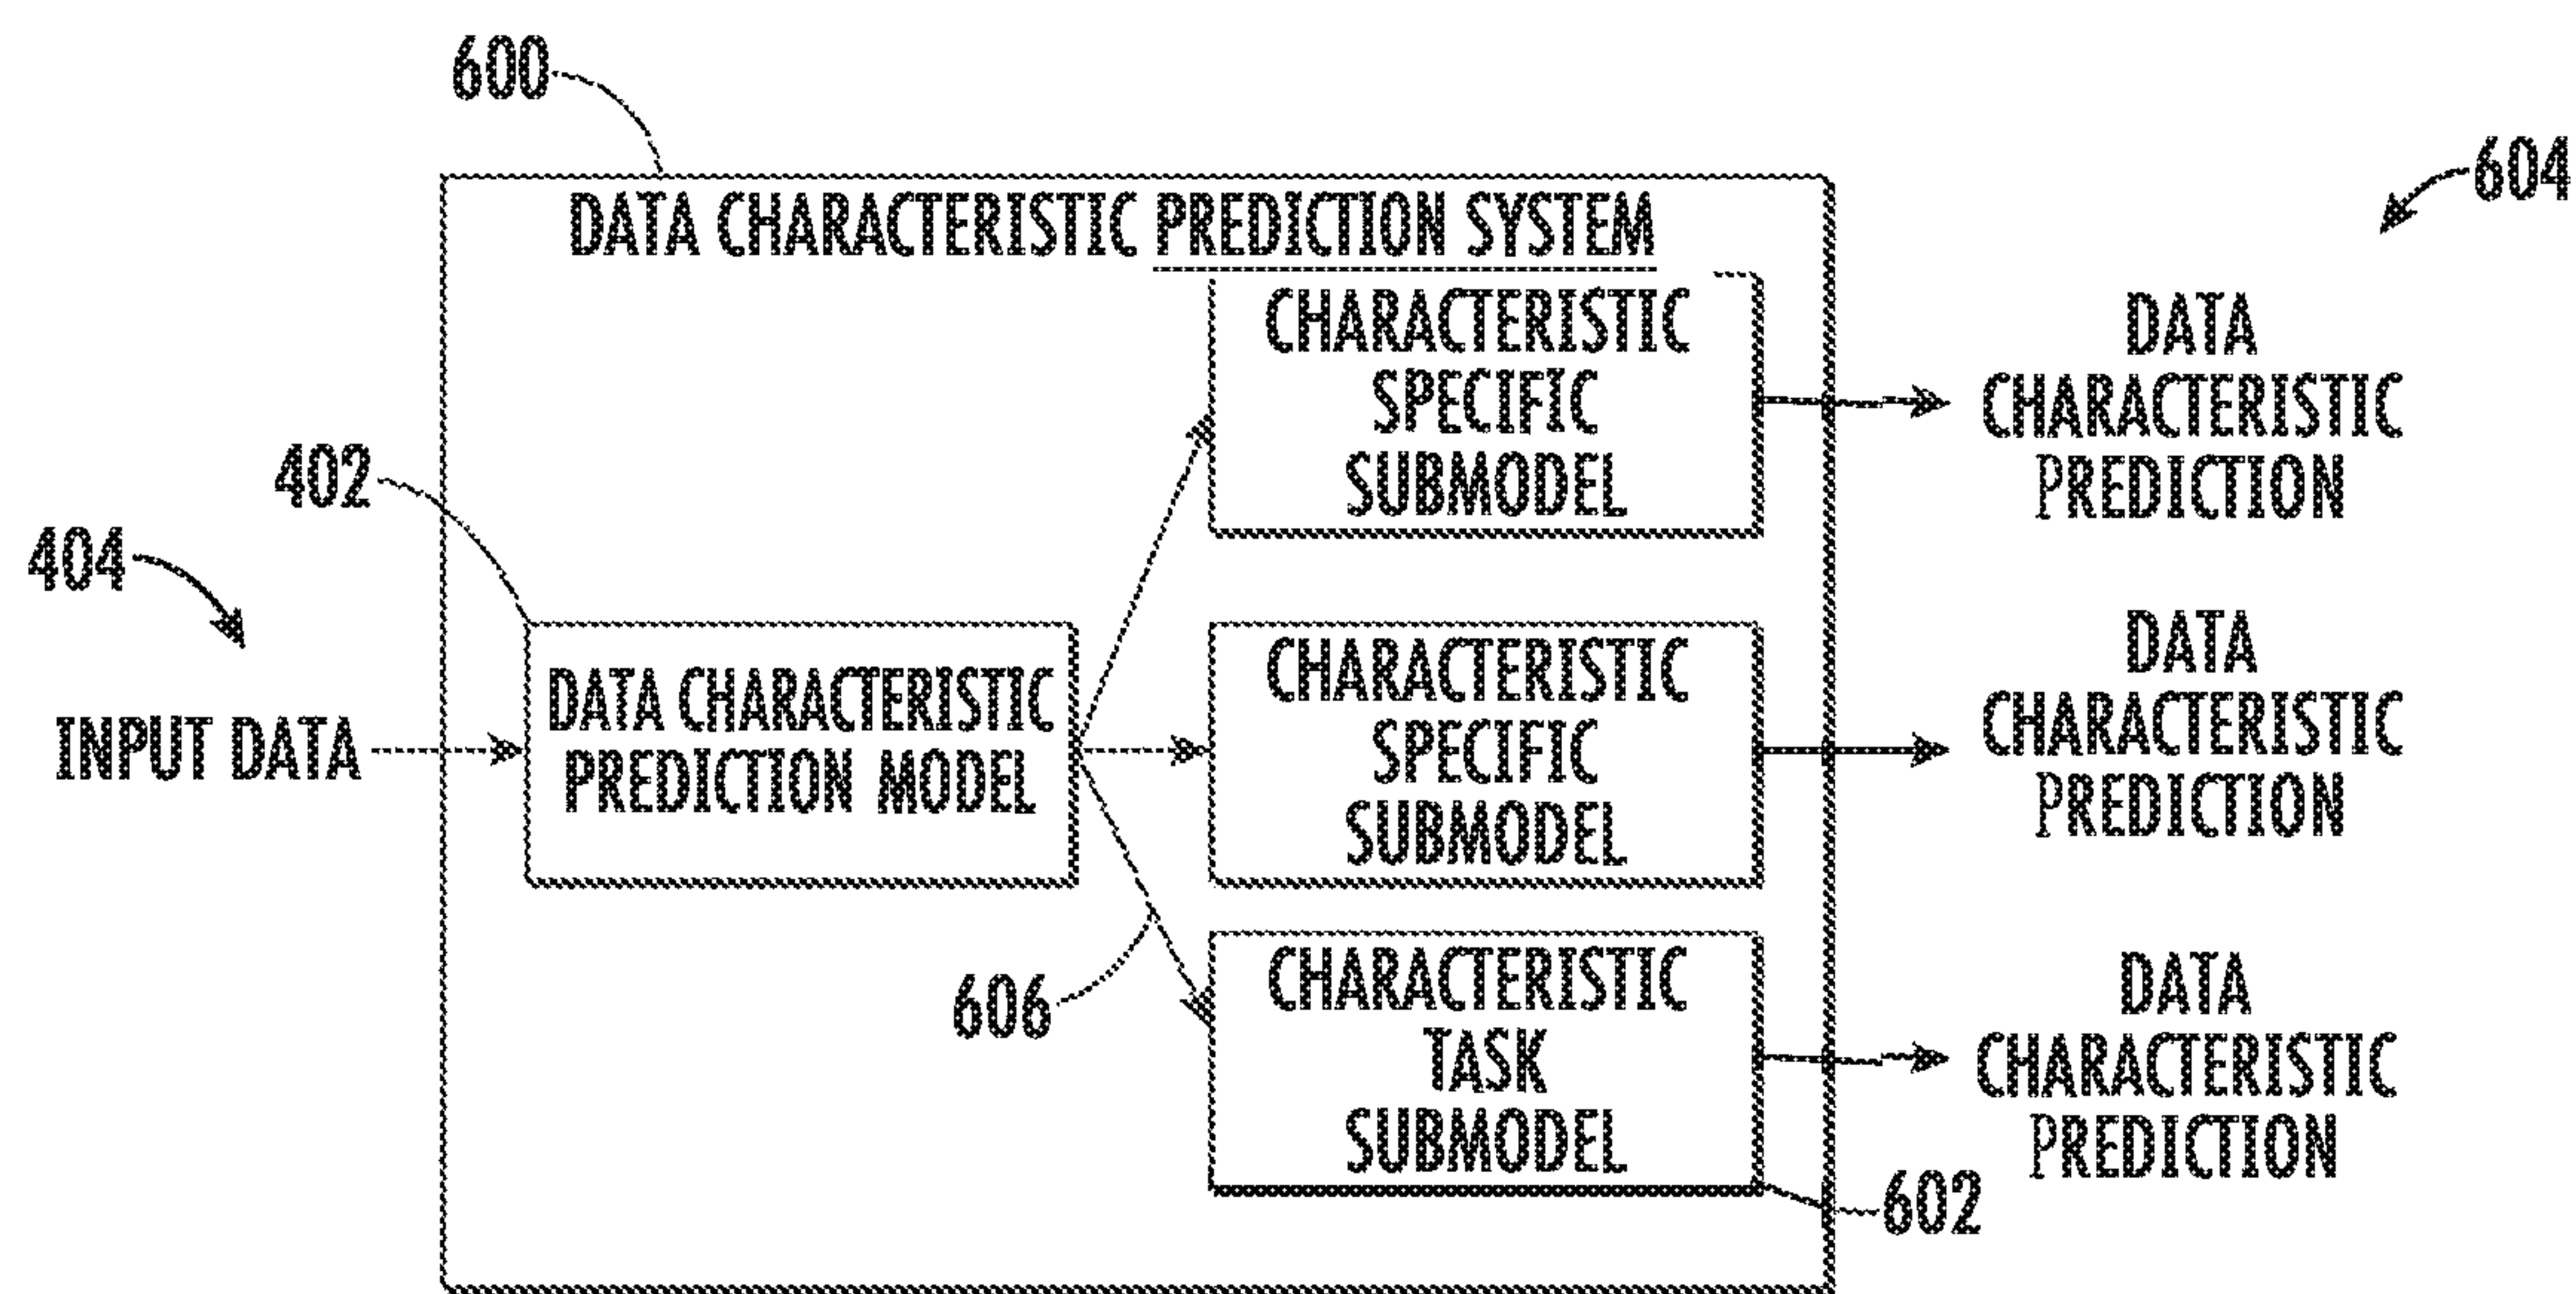 600
604
DATA CHARACTERISTIC PREDICTION SYSTEM
CHARACTERISTIC
SPECIFIC
SUBMODEL
DATA
CHARACTERISTIC
PREDICTION
402
404
INPUT DATA
DATA CHARACTERISTIC
PREDICTION MODEL
CHARACTERISTIC
SPECIFIC
SUBMODEL
DATA
CHARACTERISTIC
PREDICTION
606
CHARACTERISTIC
TASK
SUBMODEL
DATA
CHARACTERISTIC
PREDICTION
602